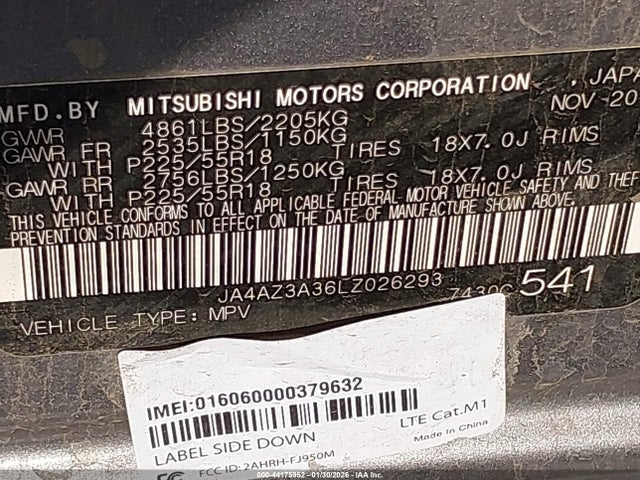 MFD.BY MITSUBISHI MOTORS CORPORATION , JAPA
NOV 20
GVWR 4861LBS/2205KG
GAWR FR 2535LBS/1150KG
WITH P225/55R18 TIRES 18X7.0J RIMS
GAWR RR 2756LBS/1250KG
WITH P225/55R18 TIRES 18X7.0J RIMS
THIS VEHICLE CONFORMS TO ALL APPLICABLE FEDERAL MOTOR VEHICLE SAFETY AND THEF
PREVENTION STANDARDS IN EFFECT ON THE DATE OF MANUFACTURE SHOWN ABOVE.
JA4AZ3A36LZ026293
541
VEHICLE TYPE: MPV
IMEI:016060000379632
LABEL SIDE DOWN
LTE Cat.M1
Made in China
FC FCC ID: 2AHRH-FJ950M
000-44175952 - 01/30/2026 - IAA Inc.